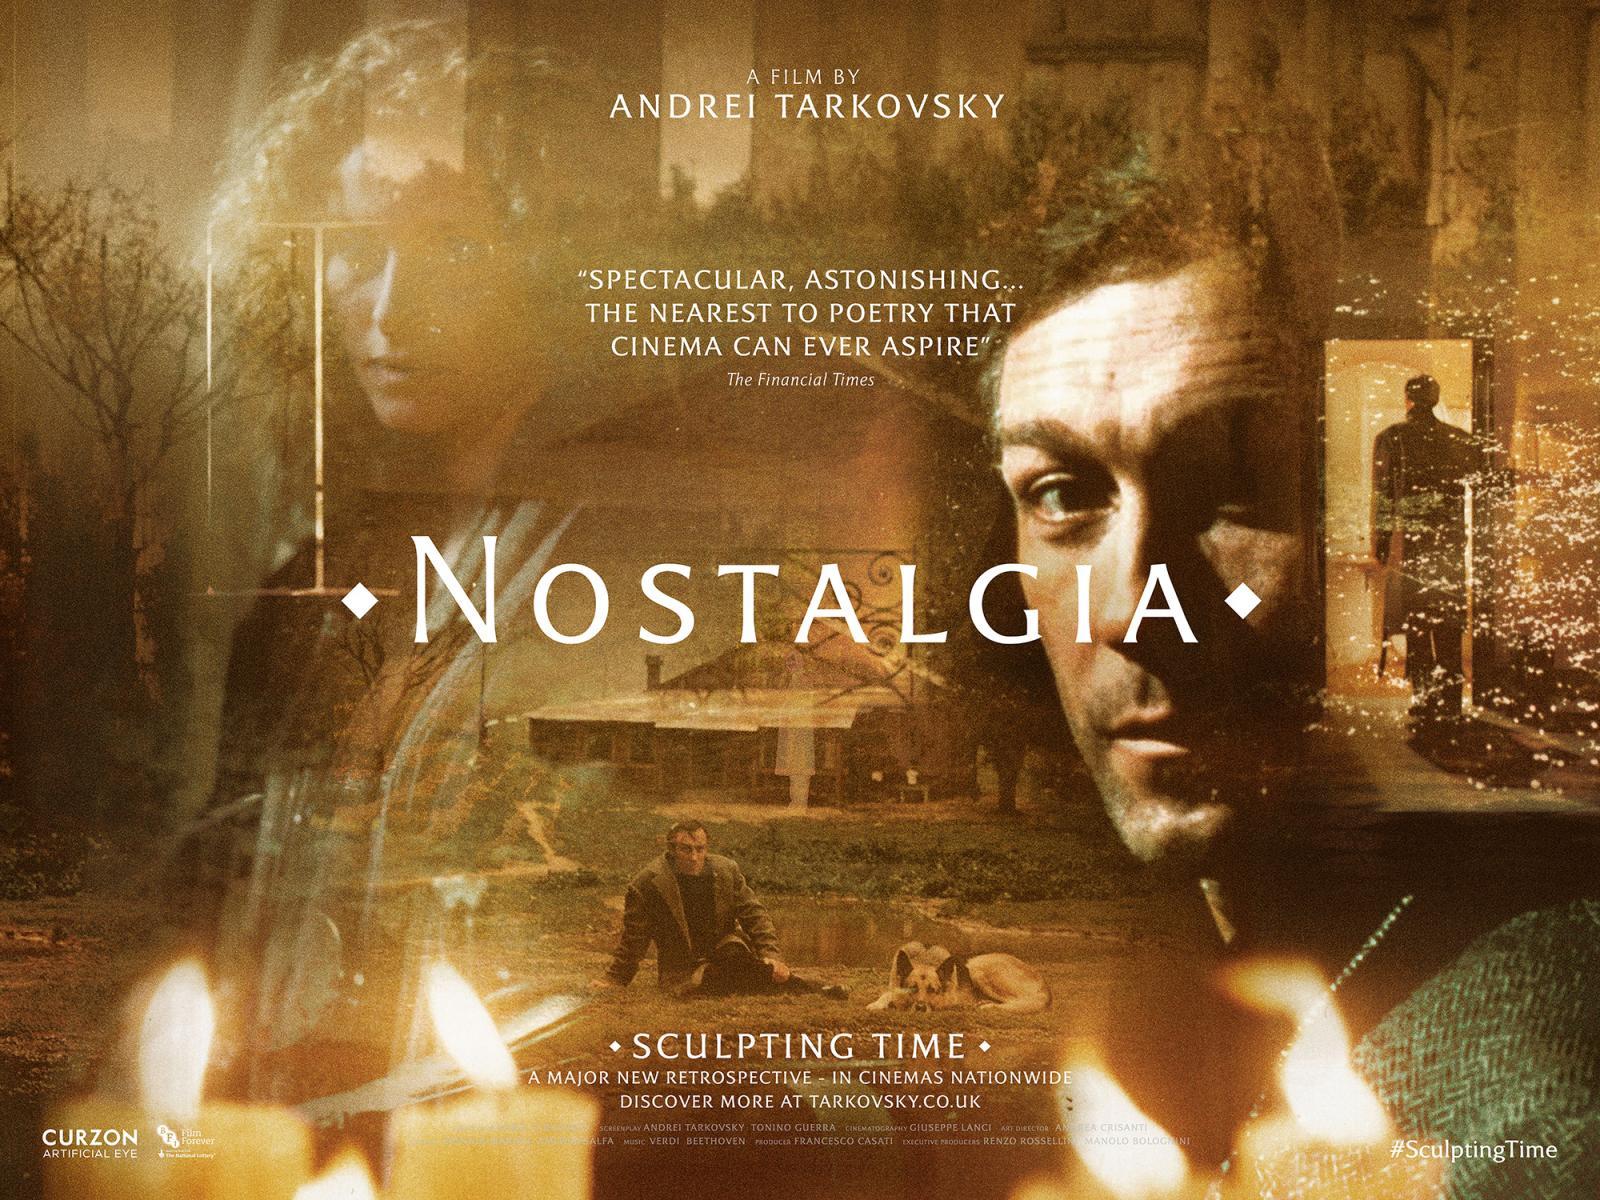 A FILM BY
ANDREI TARKOVSKY
“SPECTACULAR, ASTONISHING...
THE NEAREST TO POETRY THAT
CINEMA CAN EVER ASPIRE”
The Financial Times
NOSTALGIA
SCULPTING TIME
A MAJOR NEW RETROSPECTIVE - IN CINEMAS NATIONWIDE
DISCOVER MORE AT TARKOVSKY.CO.UK
SCREENPLAY ANDREI TARKOVSKY TONINO GUERRA CINEMATOGRAPHY GIUSEPPE LANCI ART DIRECTOR ANDREA CRISANTI
MUSIC VERDI BEETHOVEN PRODUCER FRANCESCO CASATI EXECUTIVE PRODUCERS RENZO ROSSELLINI MANOLO BOLOGNINI
CURZON
ARTIFICIAL EYE
BFI
Film
Forever
The National Lottery
#SculptingTime